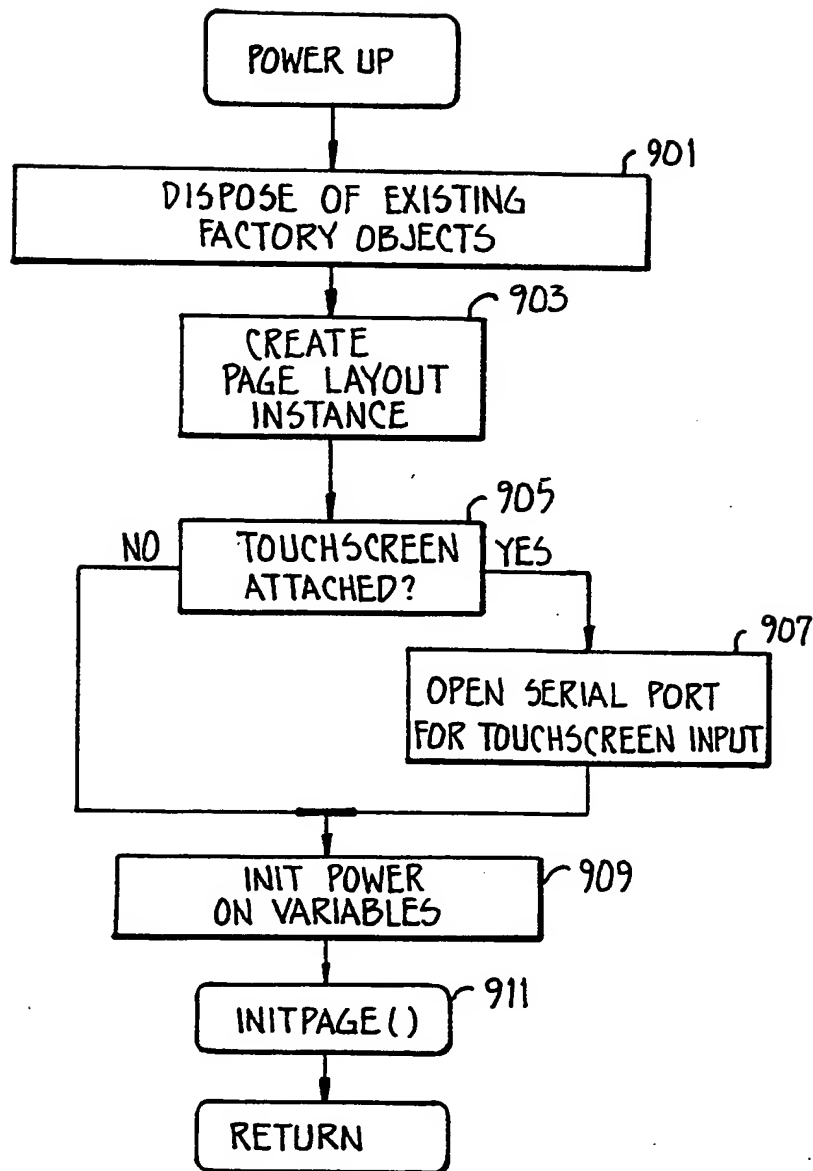 POWER UP
901
DISPOSE OF EXISTING
FACTORY OBJECTS
903
CREATE
PAGE LAYOUT
INSTANCE
905
NO
TOUCHSCREEN
ATTACHED?
YES
907
OPEN SERIAL PORT
FOR TOUCHSCREEN INPUT
INIT POWER
ON VARIABLES
909
INITPAGE()
911
RETURN